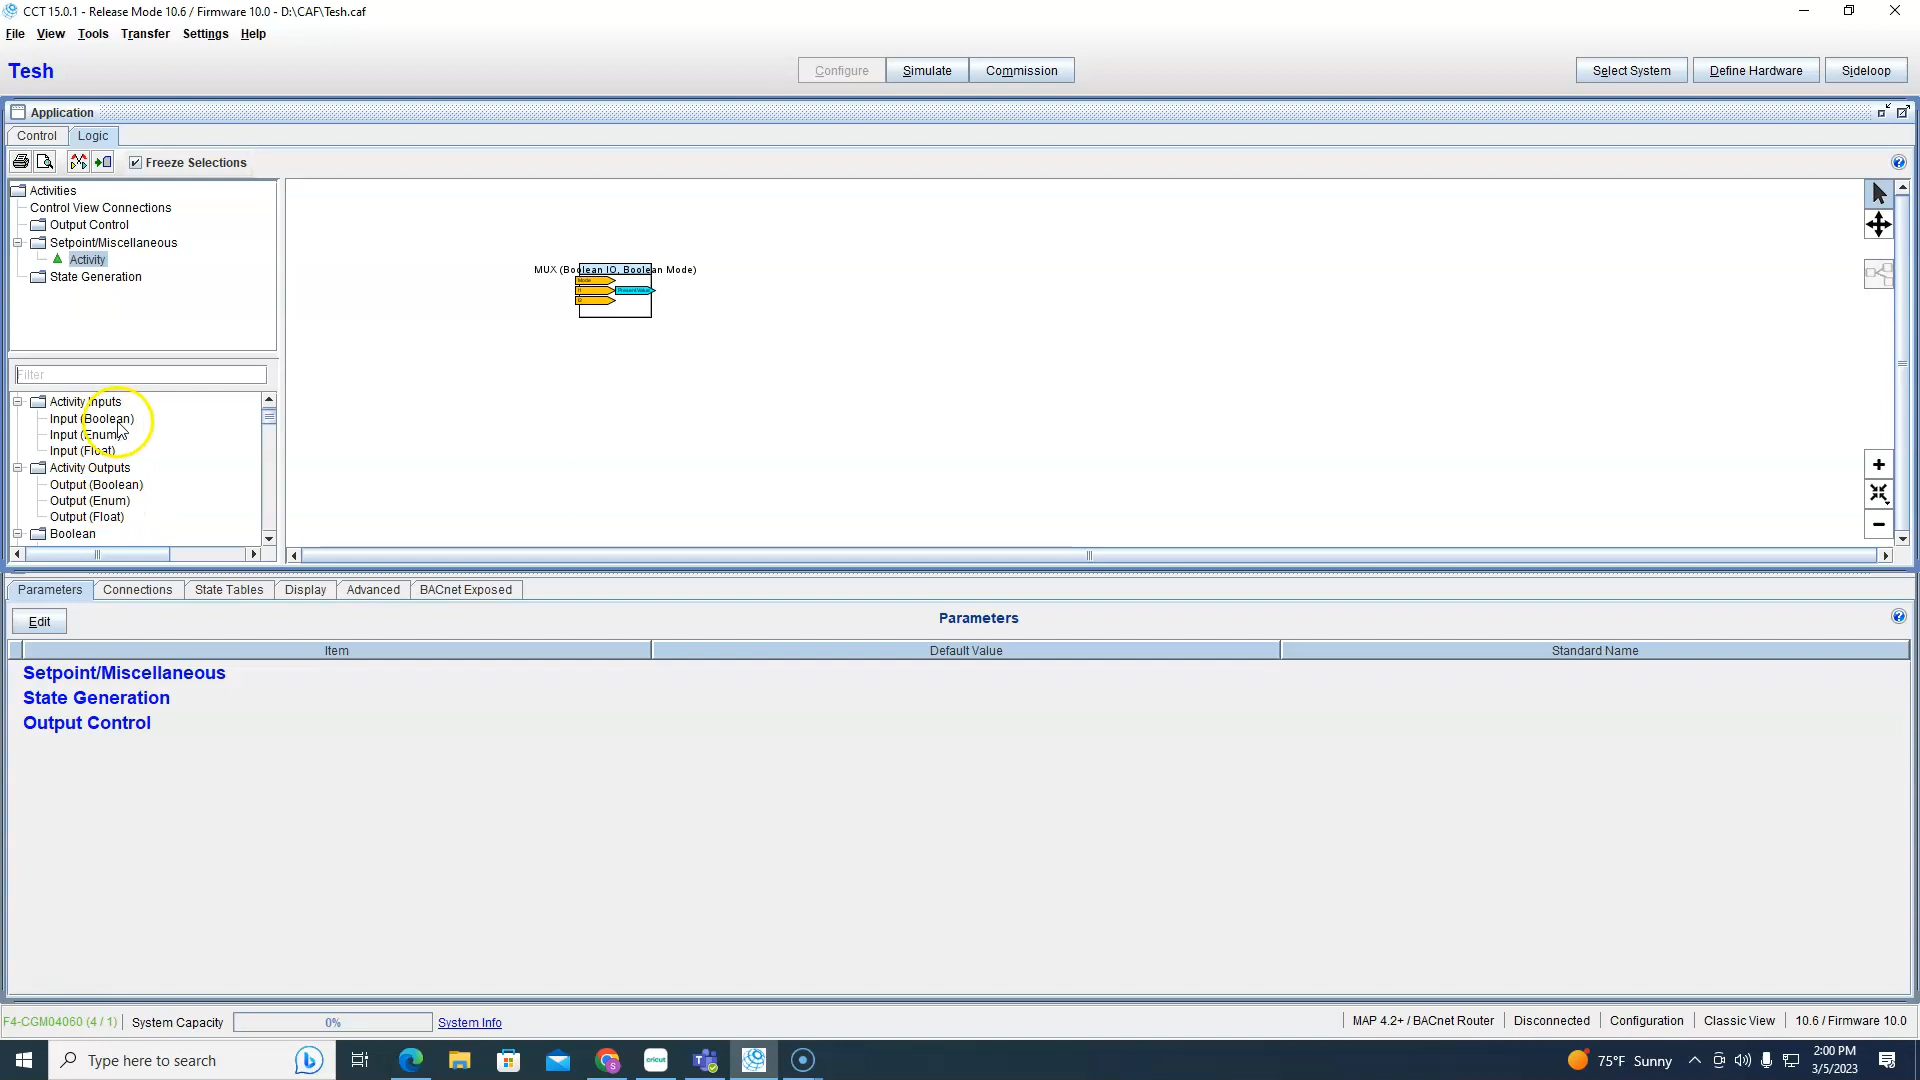 CCT 15.0.1 - Release Mode 10.6 / Firmware 10.0 - D:\CAF\Tesh.caf
File View Tools Transfer Settings Help
Tesh
Configure Simulate Commission
Select System Define Hardware Sideloop
Application
Control Logic
Freeze Selections
Activities
Control View Connections
Output Control
Setpoint/Miscellaneous
Activity
State Generation
MUX (Boolean IO, Boolean Mode)
Mode
I1 PresentValue
I2
Filter
Activity Inputs
Input (Boolean)
Input (Enum)
Input (Float)
Activity Outputs
Output (Boolean)
Output (Enum)
Output (Float)
Boolean
Parameters Connections State Tables Display Advanced BACnet Exposed
Edit
Parameters
Item Default Value Standard Name
Setpoint/Miscellaneous
State Generation
Output Control
F4-CGM04060 (4 / 1) System Capacity 0% System Info
MAP 4.2+ / BACnet Router Disconnected Configuration Classic View 10.6 / Firmware 10.0
Type here to search
cricut
75°F Sunny
2:00 PM
3/5/2023